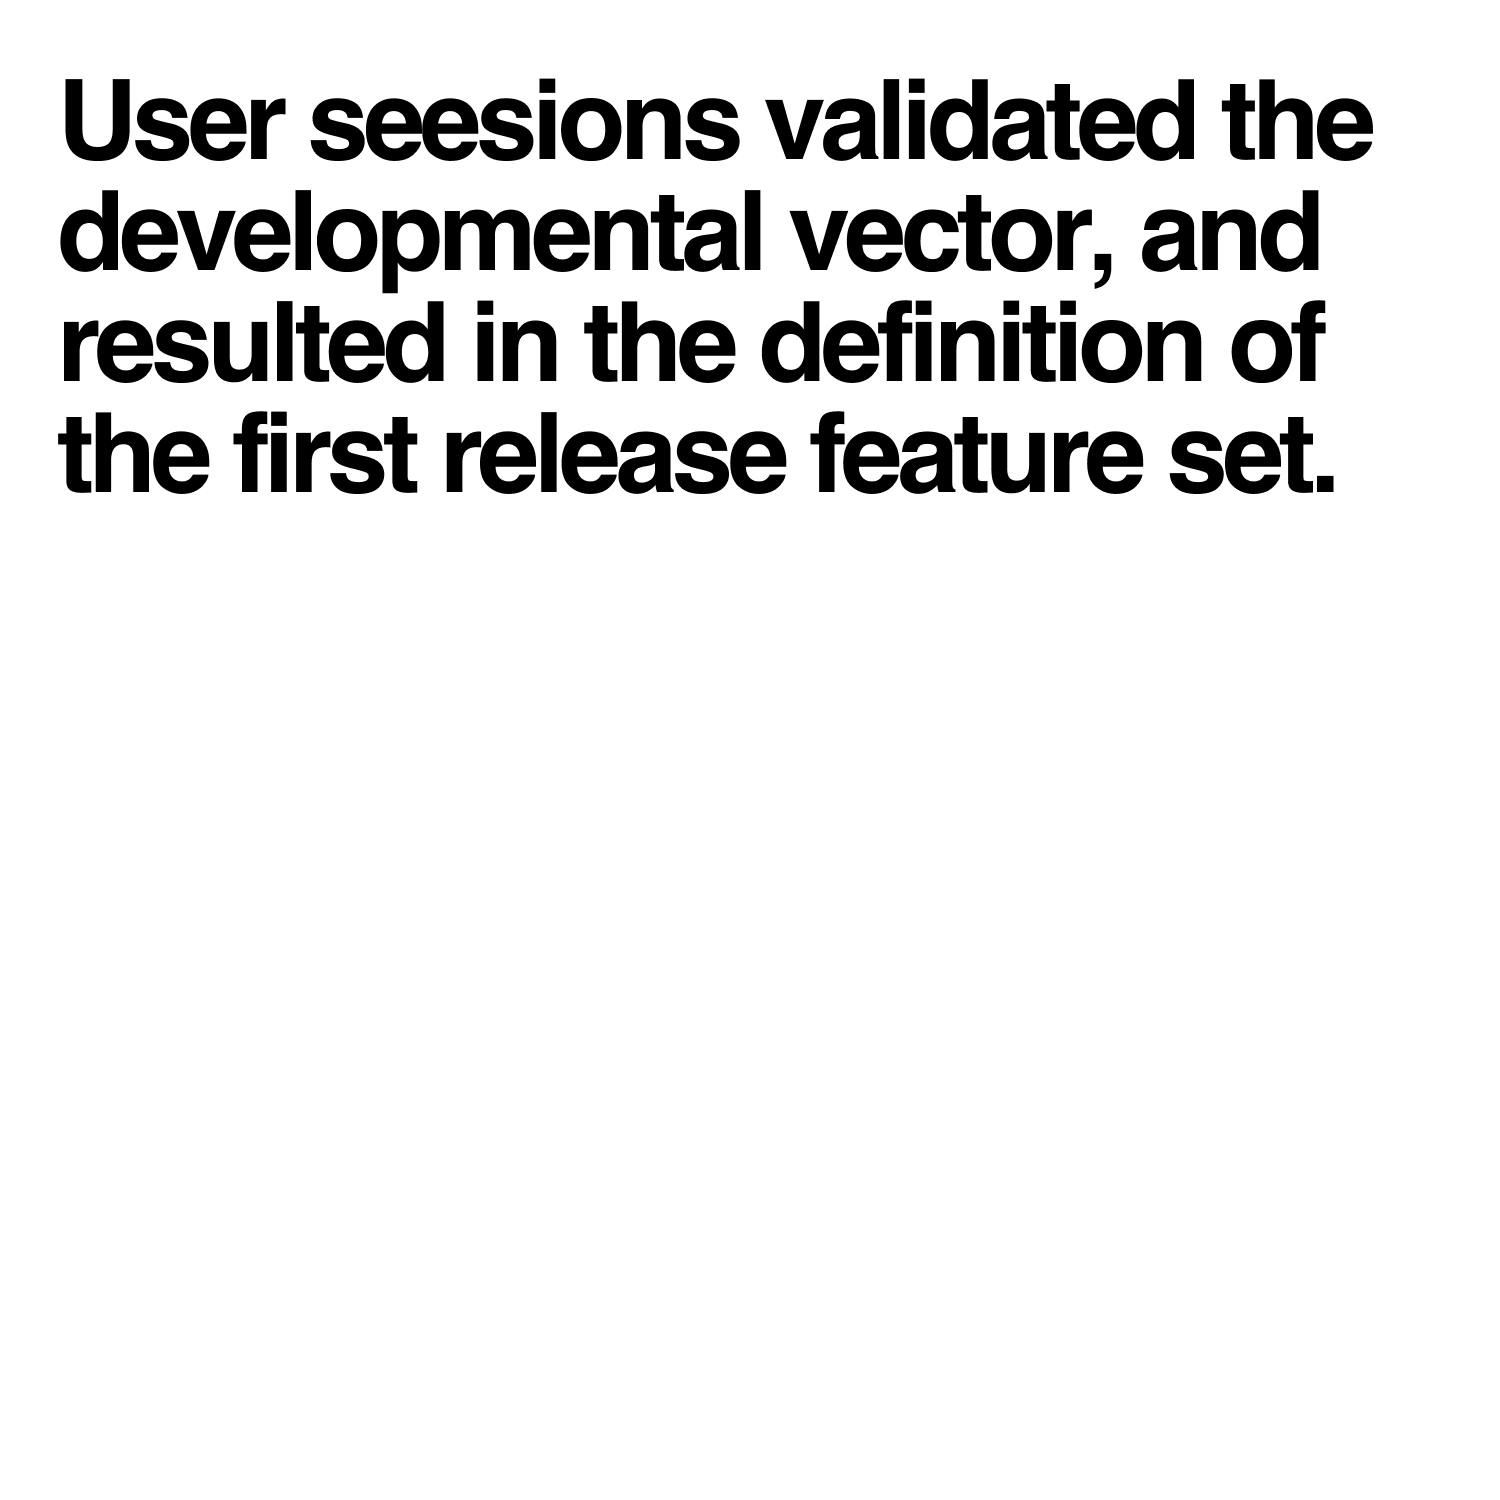 User seesions validated the
developmental vector, and
resulted in the definition of
the first release feature set.